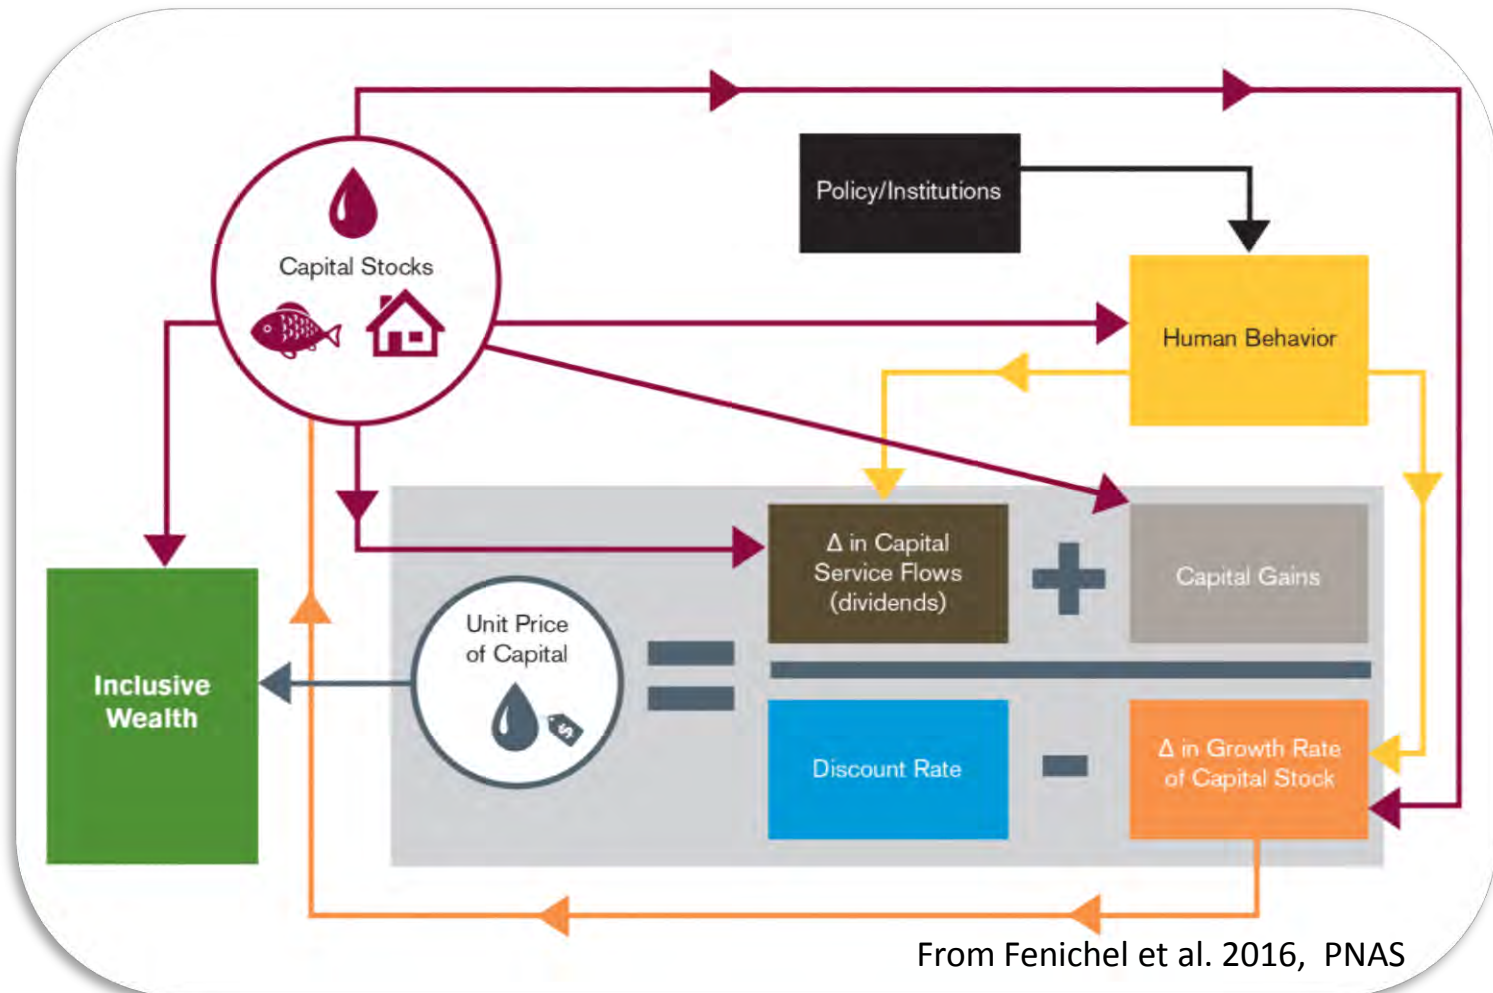 Policy/Institutions
Capital Stocks
Human Behavior
Δ in Capital
Service Flows
(dividends)
Capital Gains
Unit Price
of Capital
$
Inclusive
Wealth
Discount Rate
Δ in Growth Rate
of Capital Stock
From Fenichel et al. 2016, PNAS